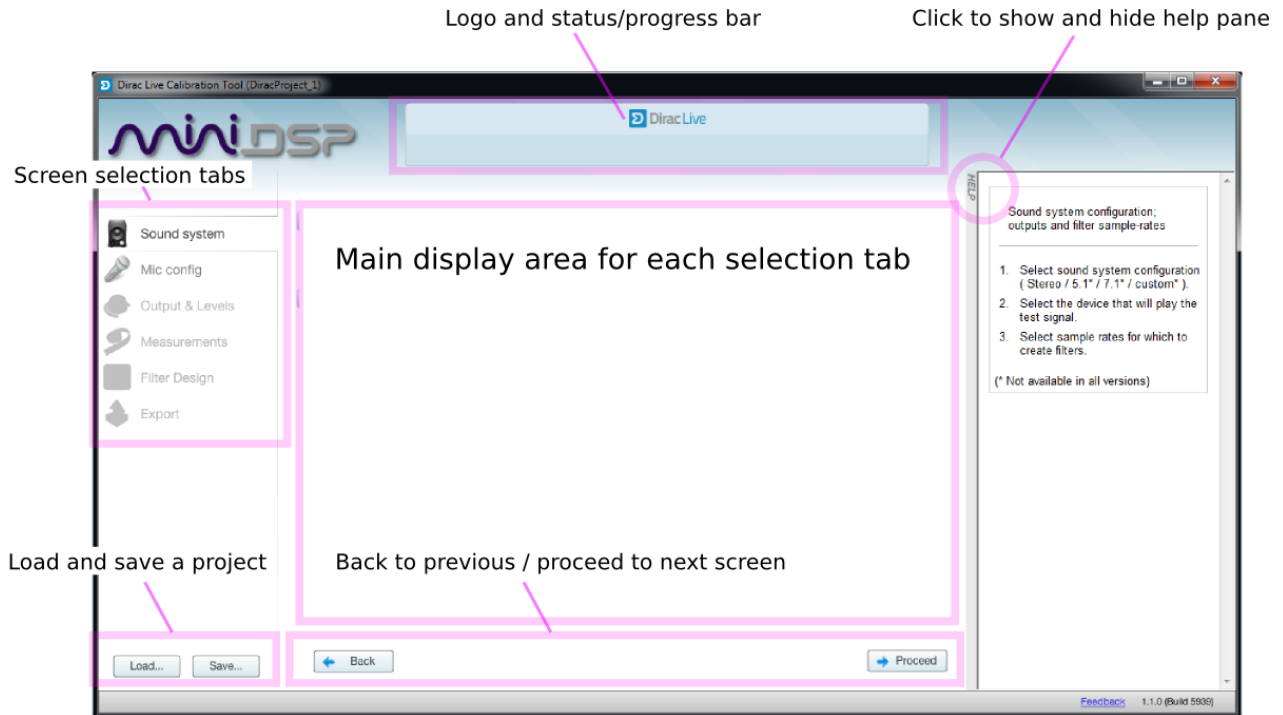 Logo and status/progress bar
Click to show and hide help pane
Dirac Live Calibration Tool (DiracProject_1)
miniDSP
Dirac Live
Screen selection tabs
HELP
Sound system
Mic config
Output & Levels
Measurements
Filter Design
Export
Main display area for each selection tab
Sound system configuration;
outputs and filter sample-rates
1. Select sound system configuration
( Stereo / 5.1* / 7.1* / custom* ).
2. Select the device that will play the
test signal.
3. Select sample rates for which to
create filters.
(* Not available in all versions)
Load and save a project
Back to previous / proceed to next screen
Load...
Save...
Back
Proceed
Feedback
1.1.0 (Build 5939)